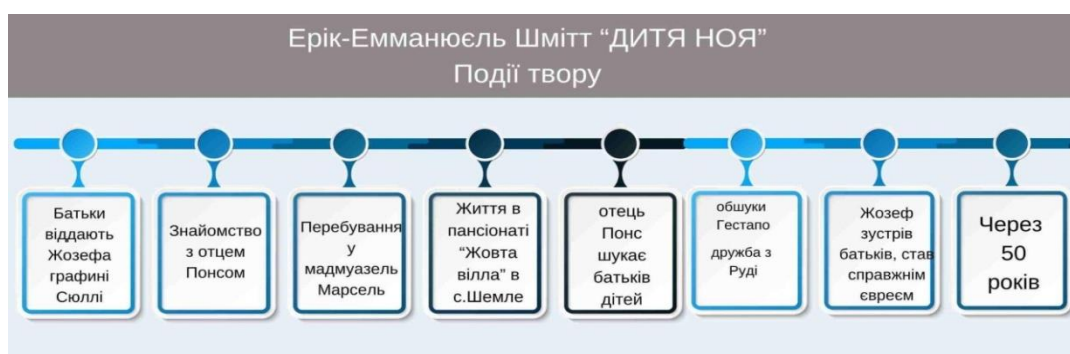 Ерік-Емманюєль Шмітт “ДИТЯ НОЯ”
Події твору
Батьки
віддають
Жозефа
графині
Сюллі
Знайомство
з отцем
Понсом
Перебування
у
мадмуазель
Марсель
Життя в
пансіонаті
“Жовта
вілла” в
с.Шемле
отець
Понс
шукає
батьків
дітей
обшуки
Гестапо
дружба з
Руді
Жозеф
зустрів
батьків, став
справжнім
євреєм
Через
50
років